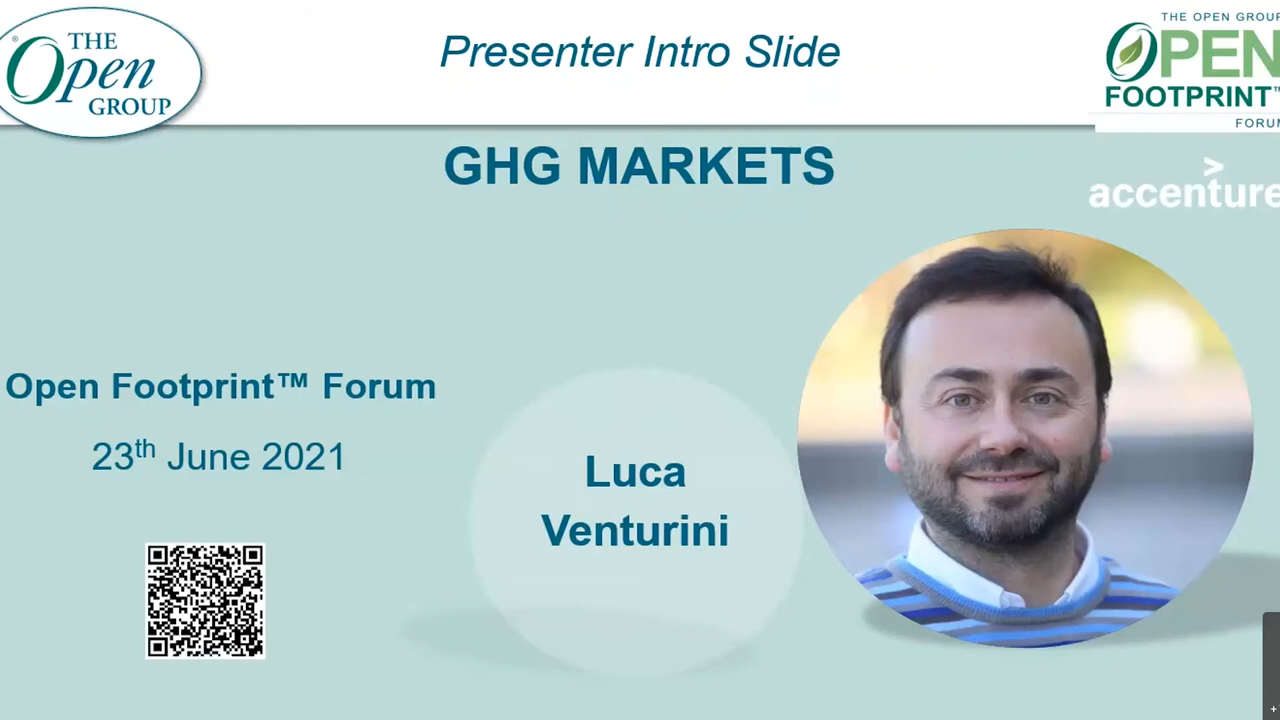 THE
Open
GROUP
®
Presenter Intro Slide
THE OPEN GROUP
OPEN
FOOTPRINT™
FORUM
GHG MARKETS
>
accenture
Open Footprint™ Forum
23th June 2021
Luca
Venturini